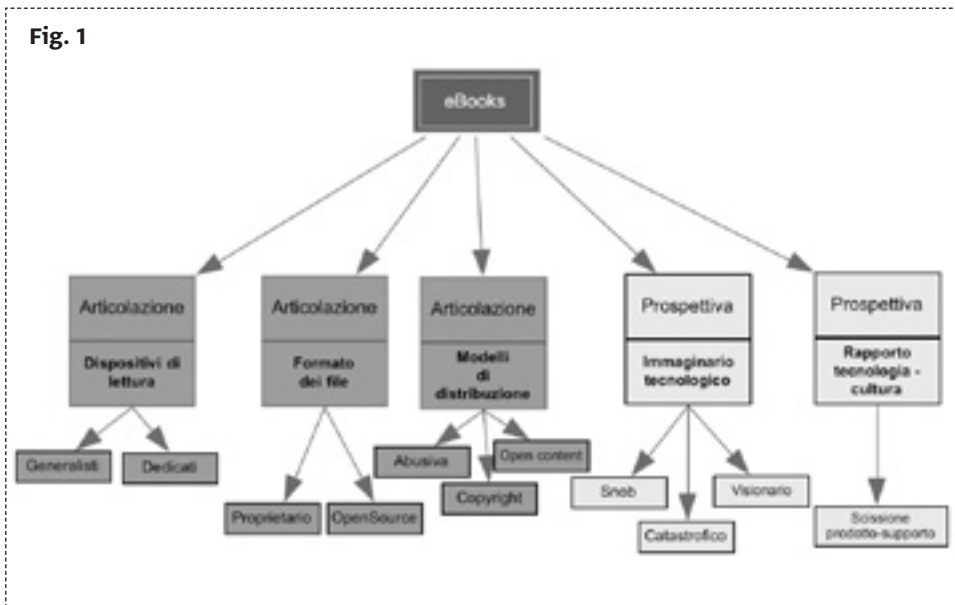 Fig. 1
eBooks
Articolazione
Dispositivi di
lettura
Articolazione
Formato
dei file
Articolazione
Modelli
di
distribuzione
Prospettiva
Immaginario
tecnologico
Prospettiva
Rapporto
tecnologia -
cultura
Generalisti
Dedicati
Proprietario
OpenSource
Abusiva
Copyright
Open content
Snob
Catastrofico
Visionario
Scissione
prodotto-supporto